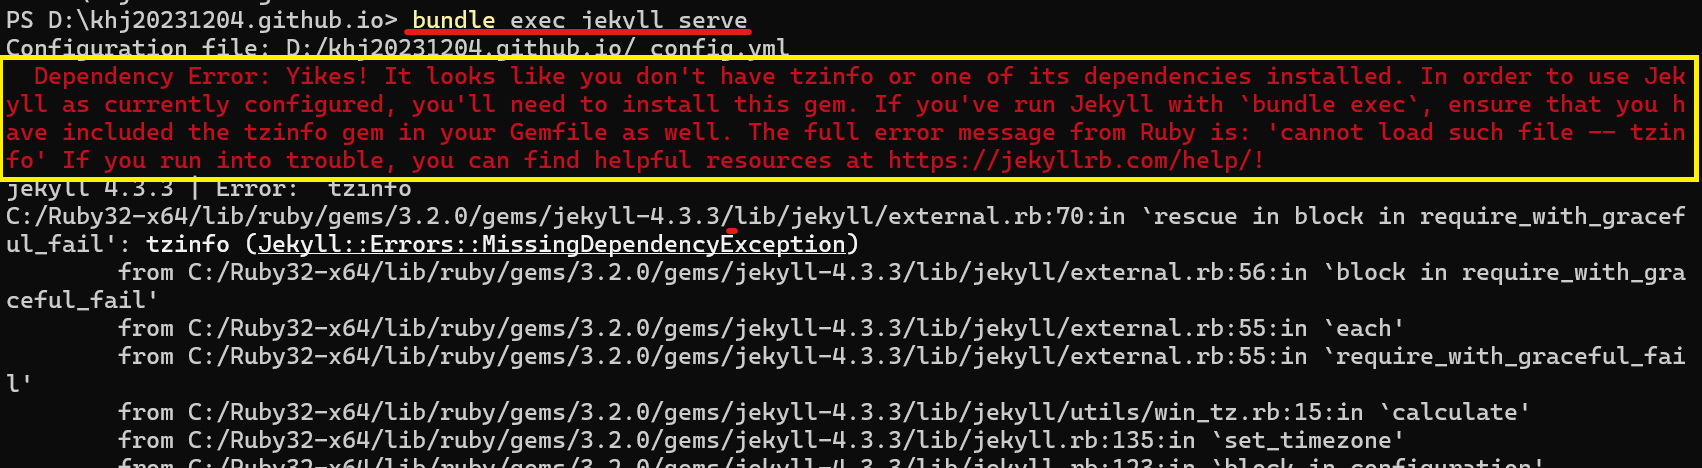 PS D:\khj20231204.github.io> bundle exec jekyll serve
Configuration file: D:/khj20231204.github.io/_config.yml
  Dependency Error: Yikes! It looks like you don't have tzinfo or one of its dependencies installed. In order to use Jek
yll as currently configured, you'll need to install this gem. If you've run Jekyll with `bundle exec`, ensure that you h
ave included the tzinfo gem in your Gemfile as well. The full error message from Ruby is: 'cannot load such file -- tzin
fo' If you run into trouble, you can find helpful resources at https://jekyllrb.com/help/!
jekyll 4.3.3 | Error:  tzinfo
C:/Ruby32-x64/lib/ruby/gems/3.2.0/gems/jekyll-4.3.3/lib/jekyll/external.rb:70:in `rescue in block in require_with_gracef
ul_fail': tzinfo (Jekyll::Errors::MissingDependencyException)
        from C:/Ruby32-x64/lib/ruby/gems/3.2.0/gems/jekyll-4.3.3/lib/jekyll/external.rb:56:in `block in require_with_gra
ceful_fail'
        from C:/Ruby32-x64/lib/ruby/gems/3.2.0/gems/jekyll-4.3.3/lib/jekyll/external.rb:55:in `each'
        from C:/Ruby32-x64/lib/ruby/gems/3.2.0/gems/jekyll-4.3.3/lib/jekyll/external.rb:55:in `require_with_graceful_fai
l'
        from C:/Ruby32-x64/lib/ruby/gems/3.2.0/gems/jekyll-4.3.3/lib/jekyll/utils/win_tz.rb:15:in `calculate'
        from C:/Ruby32-x64/lib/ruby/gems/3.2.0/gems/jekyll-4.3.3/lib/jekyll.rb:135:in `set_timezone'
        from C:/Ruby32-x64/lib/ruby/gems/3.2.0/gems/jekyll-4.3.3/lib/jekyll.rb:123:in `block in configuration'